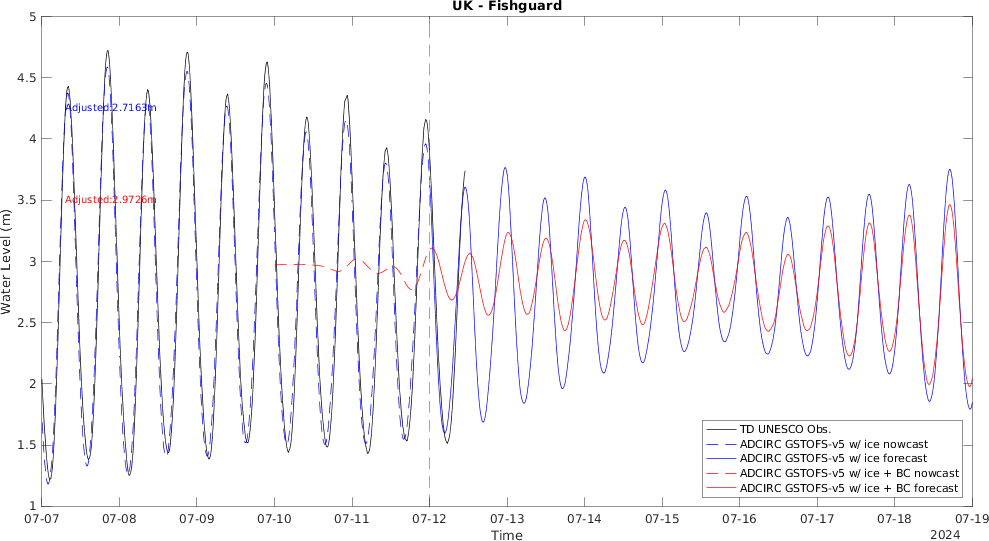 UK - Fishguard
5
4.5
4
3.5
3
2.5
2
1.5
1
Water Level (m)
Adjusted:2.7163m
Adjusted:2.9726m
TD UNESCO Obs.
ADCIRC GSTOFS-v5 w/ ice nowcast
ADCIRC GSTOFS-v5 w/ ice forecast
ADCIRC GSTOFS-v5 w/ ice + BC nowcast
ADCIRC GSTOFS-v5 w/ ice + BC forecast
07-07 07-08 07-09 07-10 07-11 07-12 07-13 07-14 07-15 07-16 07-17 07-18 07-19
Time
2024